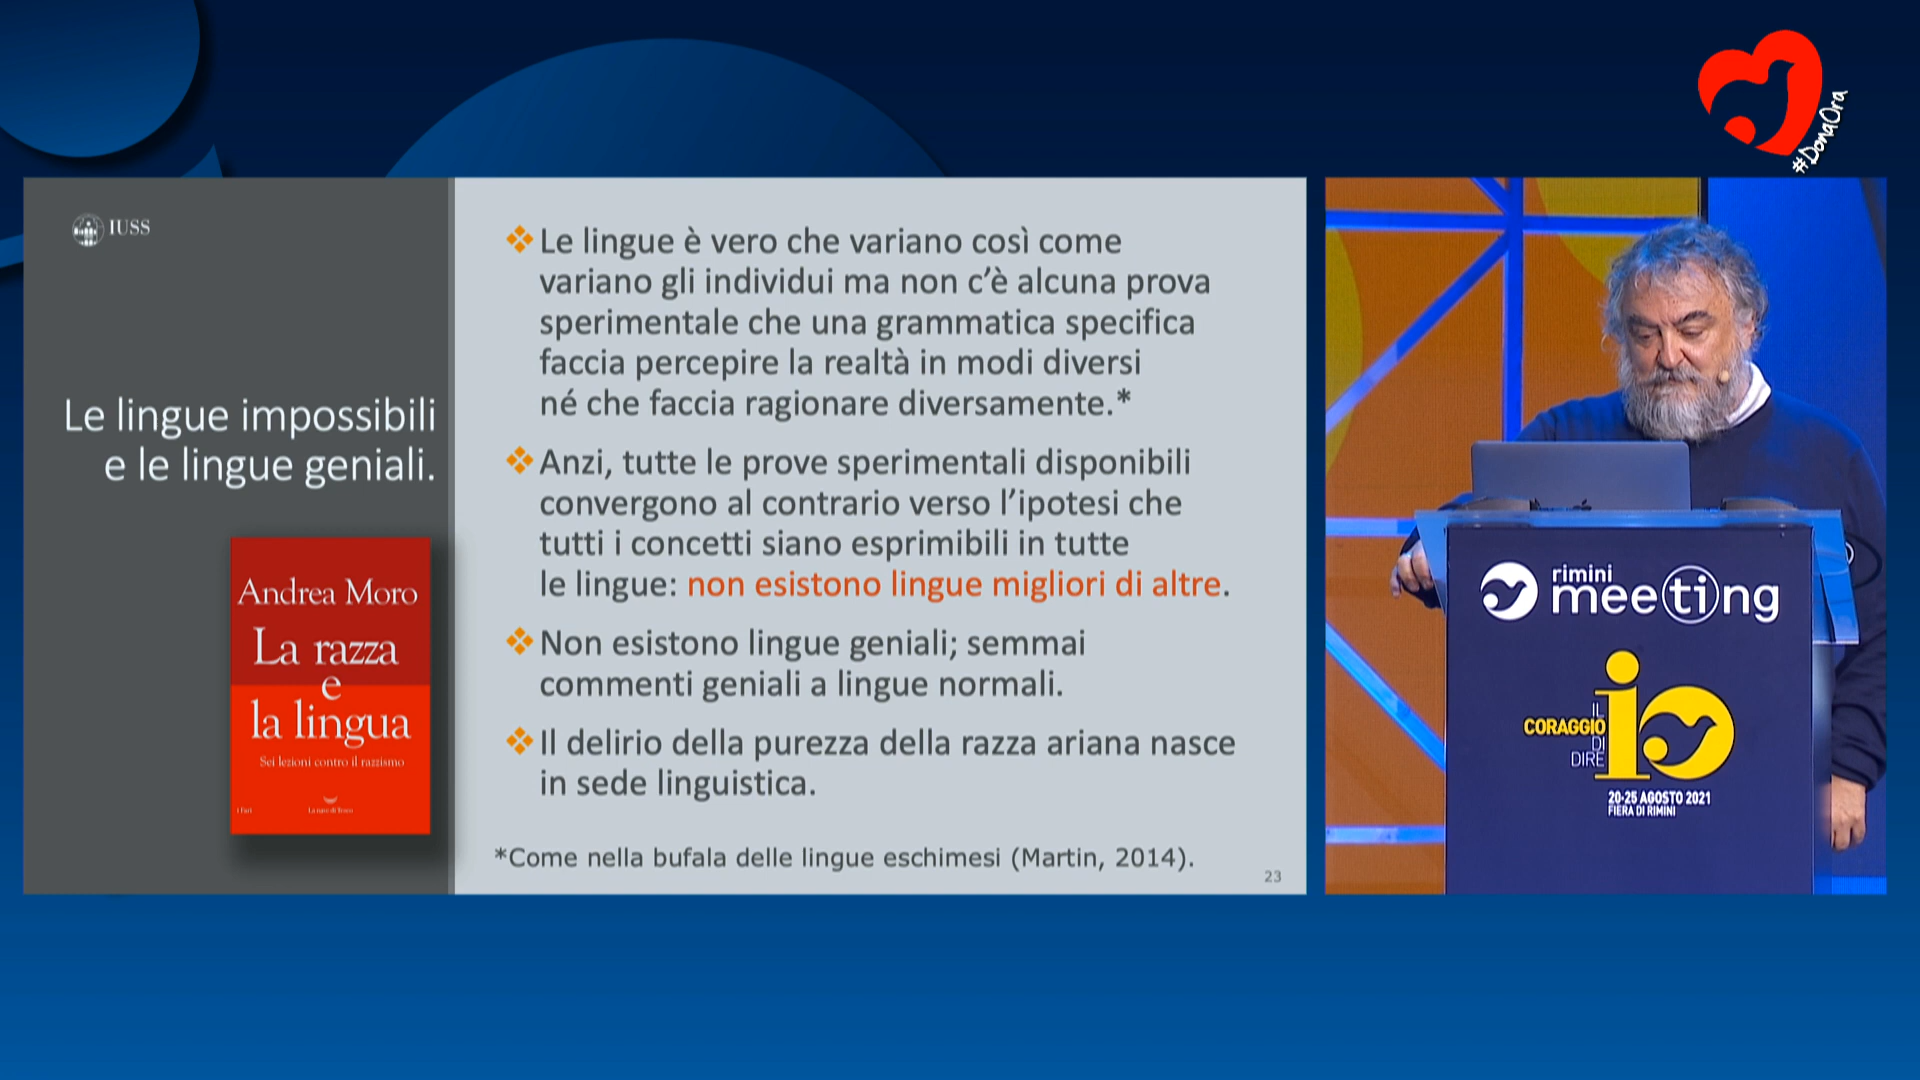 #DonaOra
IUSS
Le lingue impossibili
e le lingue geniali.
Andrea Moro
La razza
e
la lingua
Sei lezioni contro il razzismo
I Fari
La nave di Teseo
❖Le lingue è vero che variano così come
variano gli individui ma non c’è alcuna prova
sperimentale che una grammatica specifica
faccia percepire la realtà in modi diversi
né che faccia ragionare diversamente.*
❖Anzi, tutte le prove sperimentali disponibili
convergono al contrario verso l’ipotesi che
tutti i concetti siano esprimibili in tutte
le lingue: non esistono lingue migliori di altre.
❖Non esistono lingue geniali; semmai
commenti geniali a lingue normali.
❖Il delirio della purezza della razza ariana nasce
in sede linguistica.
*Come nella bufala delle lingue eschimesi (Martin, 2014).
23
rimini
meeting
IL
CORAGGIO
DI
DIRE
io
20-25 AGOSTO 2021
FIERA DI RIMINI